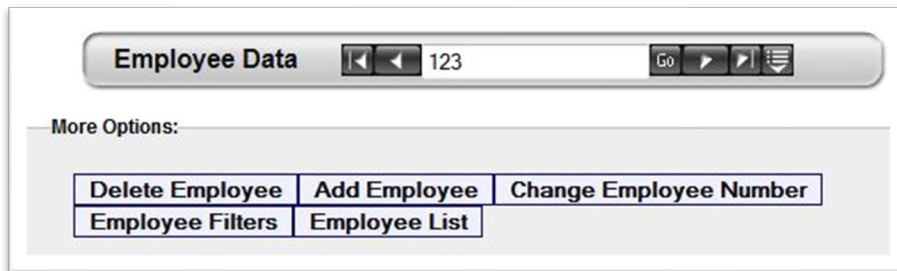 Employee Data 123 Go
More Options:
Delete Employee Add Employee Change Employee Number
Employee Filters Employee List